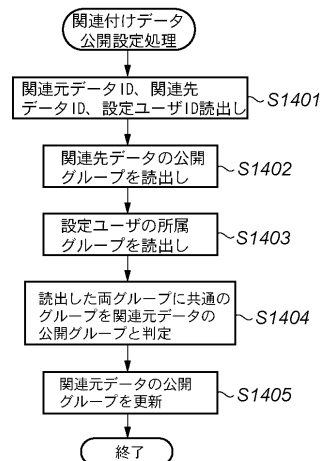 関連付けデータ
公開設定処理
関連元データID、関連先
データID、設定ユーザID読出し
S1401
関連先データの公開
グループを読出し
S1402
設定ユーザの所属
グループを読出し
S1403
読出した両グループに共通の
グループを関連元データの
公開グループと判定
S1404
関連元データの公開
グループを更新
S1405
終了